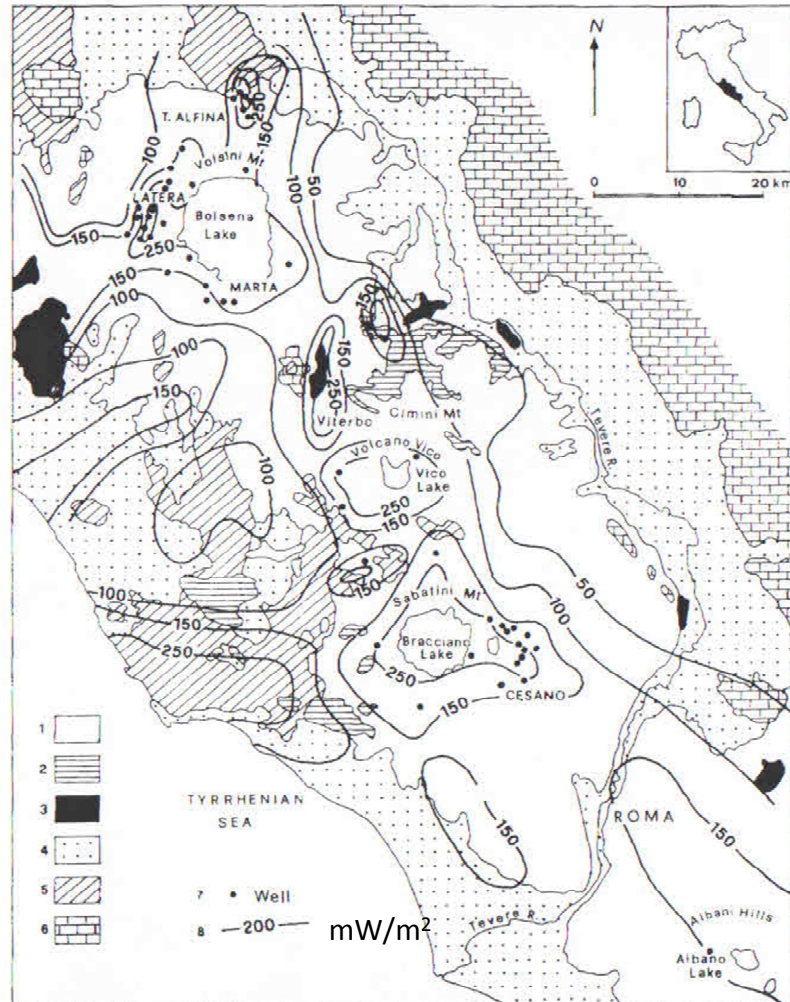 N
T. ALFINA
250
150
100
50
Volsini Mt
0 10 20 km
LATERA
Bolsena
Lake
150
250
150
100
MARTA
150
100
150
250
Viterbo
Cimini Mt
150
Volcano Vico
Vico
Lake
100
250
150
Tevere R.
150
100
150
250
Sabatini Mt
50
100
Bracciano
Lake
250
150
CESANO
1
2
3
4
5
6
TYRRHENIAN
SEA
7 • Well
8 —200— mW/m²
150
ROMA
150
Tevere R.
Albani Hills
Albano
Lake